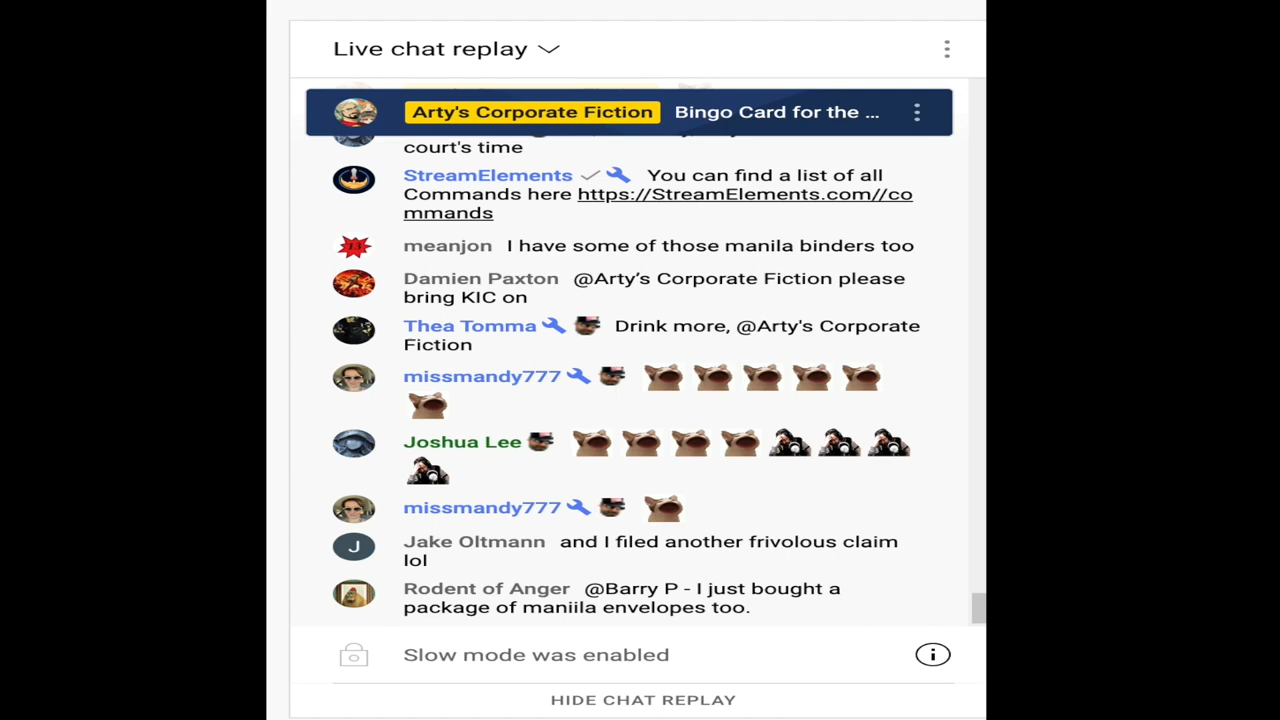 Live chat replay
Arty's Corporate Fiction Bingo Card for the ...
court's time
StreamElements You can find a list of all
Commands here https://StreamElements.com//co
mmands
13
meanjon I have some of those manila binders too
Damien Paxton @Arty’s Corporate Fiction please
bring KIC on
Thea Tomma Drink more, @Arty's Corporate
Fiction
missmandy777
Joshua Lee
missmandy777
J
Jake Oltmann and I filed another frivolous claim
lol
Rodent of Anger @Barry P - I just bought a
package of maniila envelopes too.
Slow mode was enabled
HIDE CHAT REPLAY